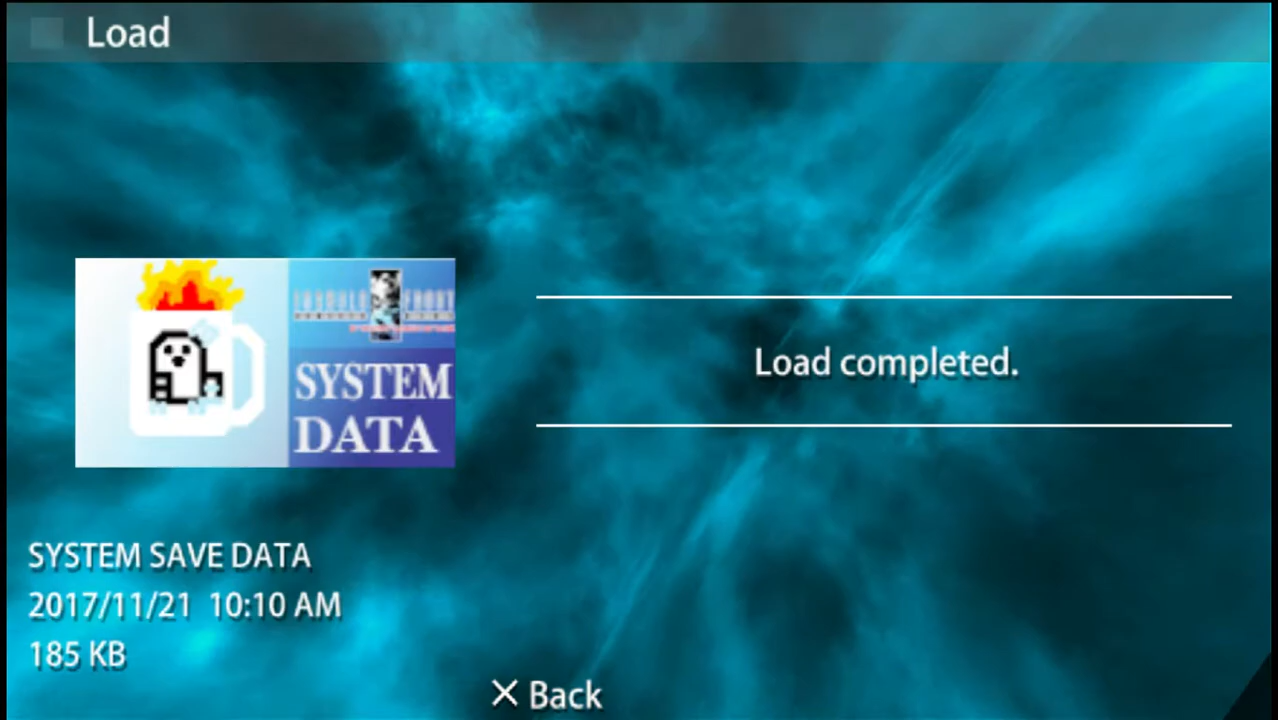 Load
SYSTEM
DATA
Load completed.
SYSTEM SAVE DATA
2017/11/21 10:10 AM
185 KB
X Back